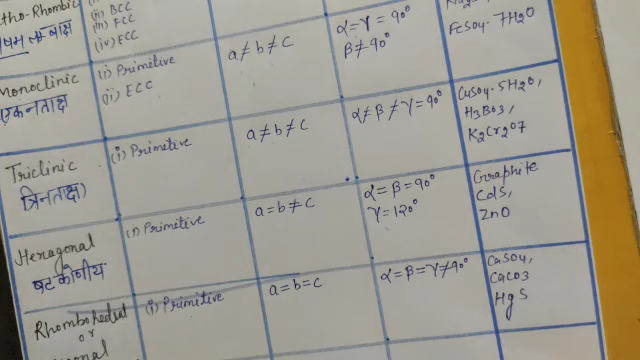 tho-Rhombic
(ii) BCC
(iii) FCC
(iv) ECC
FeSO4·7H2O
Monoclinic
एकनताक्ष
(i) Primitive
(ii) ECC
a ≠ b ≠ c
α = γ = 90°
β ≠ 90°
Triclinic
त्रिनताक्ष)
(i) Primitive
a ≠ b ≠ c
α ≠ β ≠ γ = 90°
CuSO4·5H2O,
H3BO3,
K2Cr2O7
Hexagonal
षटकोणीय
(i) Primitive
a = b ≠ c
α = β = 90°
γ = 120°
Graphite
CdS,
ZnO
Rhombohedral
or
gonal
(i) Primitive
a = b = c
α = β = γ ≠ 90°
CaSO4,
CaCO3
HgS